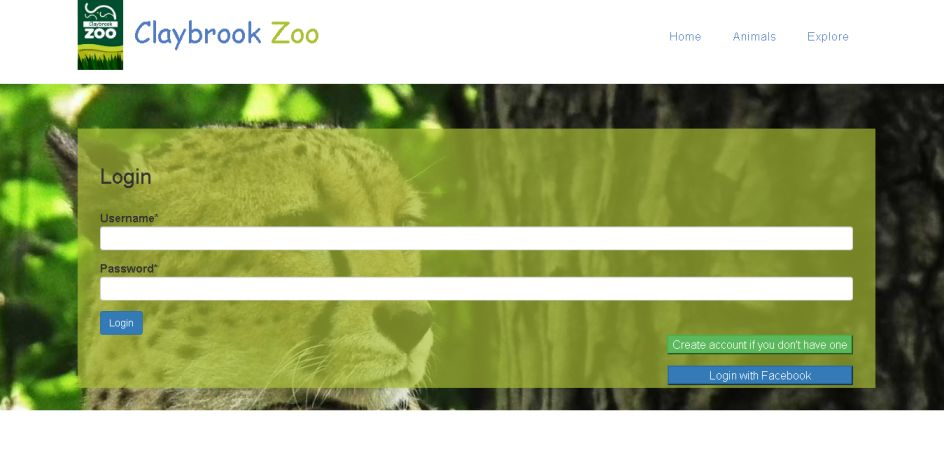 Claybrook
ZOO
Claybrook Zoo
Home Animals Explore
Login
Username*
Password*
Login
Create account if you don't have one
Login with Facebook